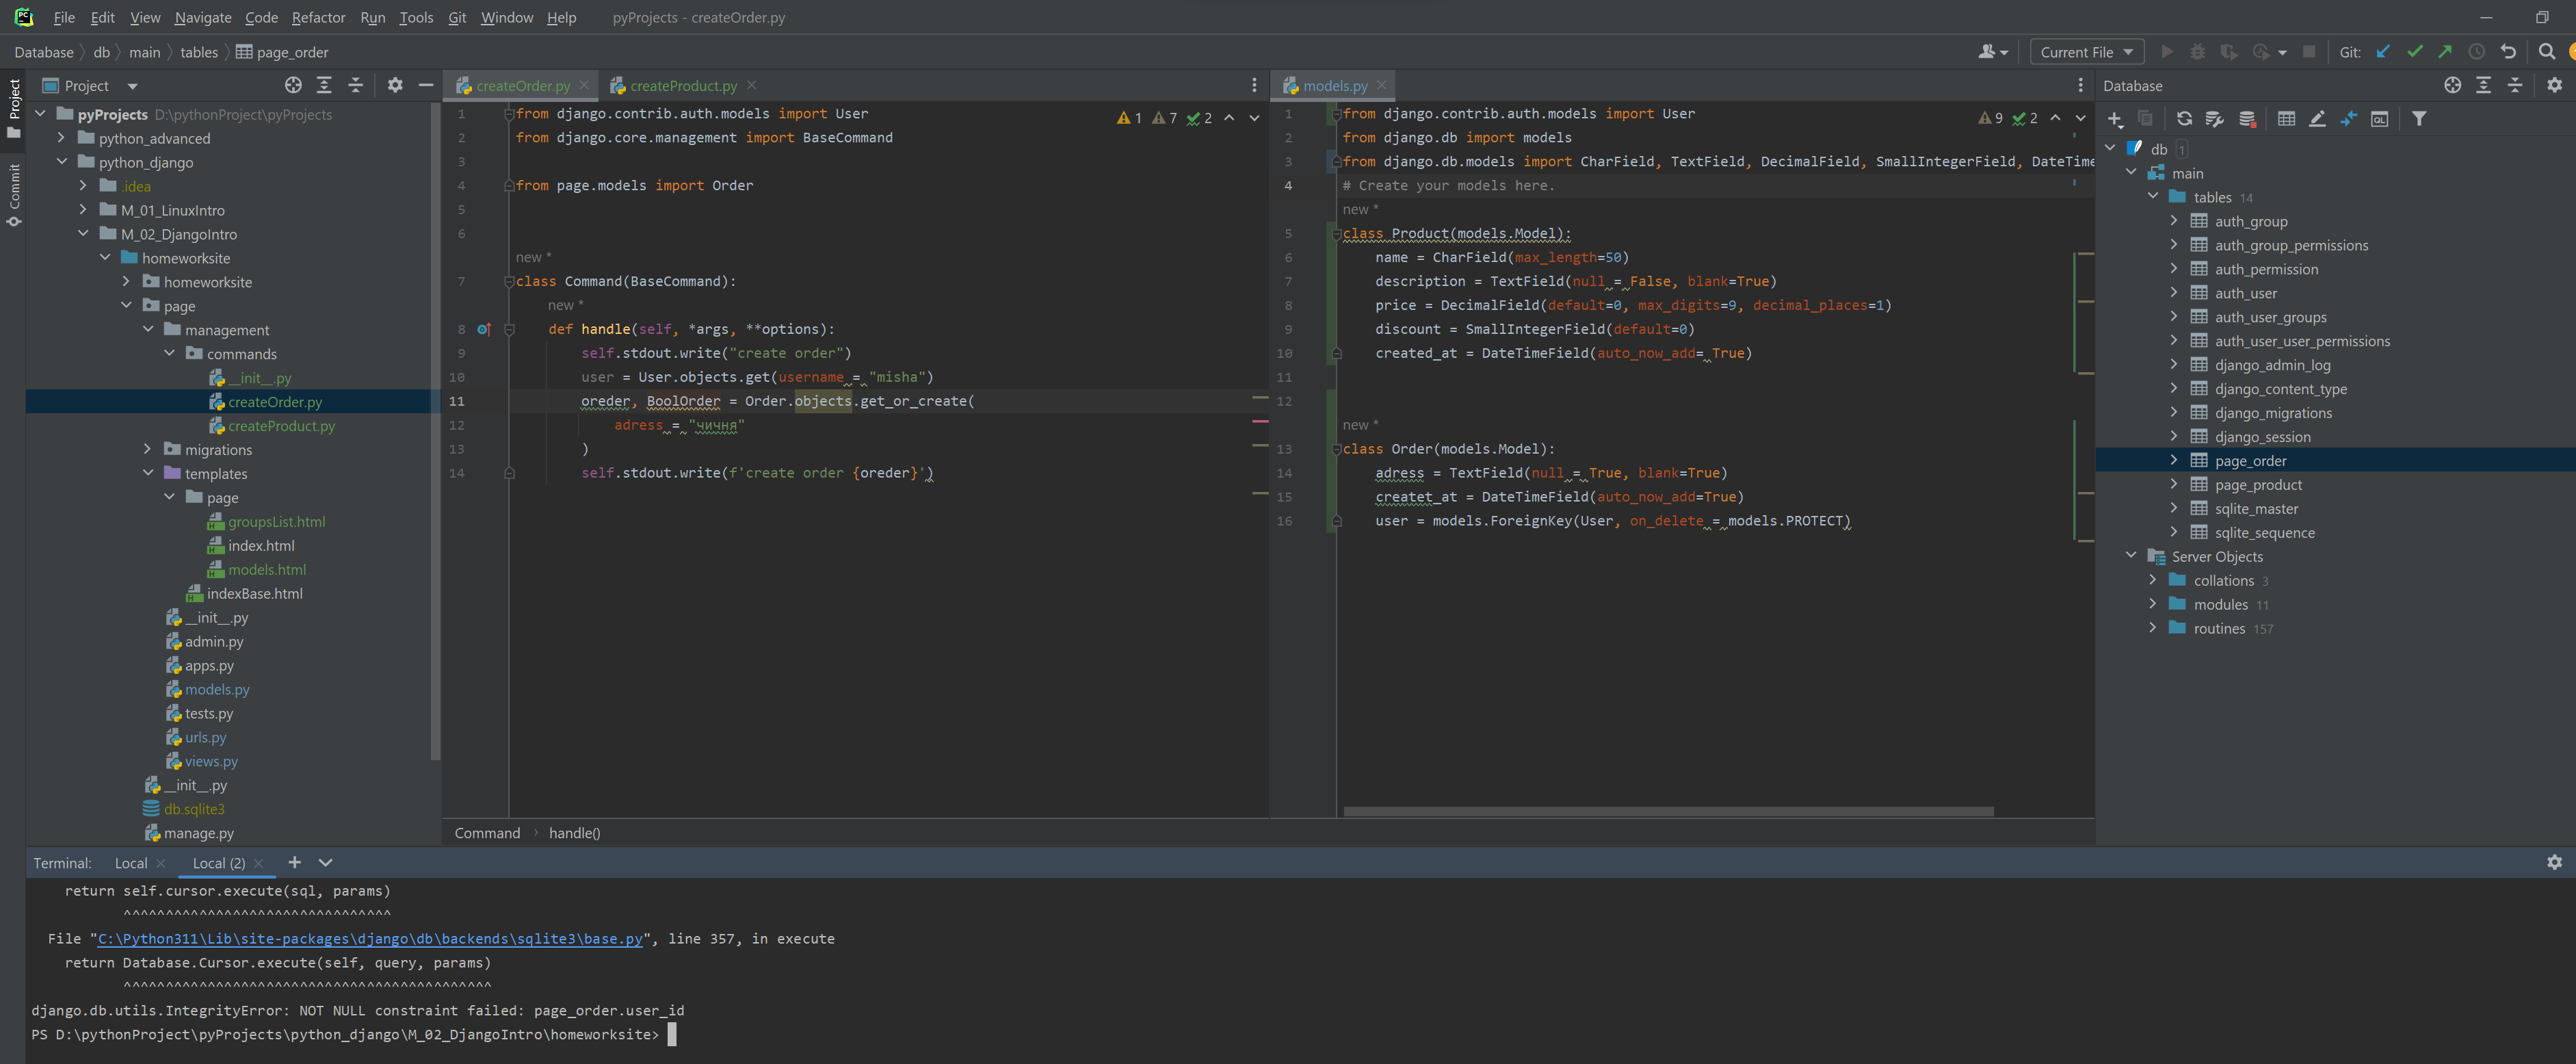 File Edit View Navigate Code Refactor Run Tools Git Window Help pyProjects - createOrder.py
Database db main tables page_order Current File Git:
Project
Commit
Project
pyProjects D:\pythonProject\pyProjects
python_advanced
python_django
.idea
M_01_LinuxIntro
M_02_DjangoIntro
homeworksite
homeworksite
page
management
commands
__init__.py
createOrder.py
createProduct.py
migrations
templates
page
groupsList.html
index.html
models.html
indexBase.html
__init__.py
admin.py
apps.py
models.py
tests.py
urls.py
views.py
__init__.py
db.sqlite3
manage.py
createOrder.py createProduct.py
1 7 2
1 from django.contrib.auth.models import User
2 from django.core.management import BaseCommand
3
4 from page.models import Order
5
6
new *
7 class Command(BaseCommand):
new *
8 def handle(self, *args, **options):
9 self.stdout.write("create order")
10 user = User.objects.get(username = "misha")
11 oreder, BoolOrder = Order.objects.get_or_create(
12 adress = "чичня"
13 )
14 self.stdout.write(f'create order {oreder}')
Command handle()
models.py
9 2
1 from django.contrib.auth.models import User
2 from django.db import models
3 from django.db.models import CharField, TextField, DecimalField, SmallIntegerField, DateTime
4 # Create your models here.
new *
5 class Product(models.Model):
6 name = CharField(max_length=50)
7 description = TextField(null = False, blank=True)
8 price = DecimalField(default=0, max_digits=9, decimal_places=1)
9 discount = SmallIntegerField(default=0)
10 created_at = DateTimeField(auto_now_add= True)
11
12
new *
13 class Order(models.Model):
14 adress = TextField(null = True, blank=True)
15 createt_at = DateTimeField(auto_now_add=True)
16 user = models.ForeignKey(User, on_delete = models.PROTECT)
Database
QL
db 1
main
tables 14
auth_group
auth_group_permissions
auth_permission
auth_user
auth_user_groups
auth_user_user_permissions
django_admin_log
django_content_type
django_migrations
django_session
page_order
page_product
sqlite_master
sqlite_sequence
Server Objects
collations 3
modules 11
routines 157
Terminal: Local Local (2)
return self.cursor.execute(sql, params)
^^^^^^^^^^^^^^^^^^^^^^^^^^^^^^^^
File "C:\Python311\Lib\site-packages\django\db\backends\sqlite3\base.py", line 357, in execute
return Database.Cursor.execute(self, query, params)
^^^^^^^^^^^^^^^^^^^^^^^^^^^^^^^^^^^^^^^^^^^^
django.db.utils.IntegrityError: NOT NULL constraint failed: page_order.user_id
PS D:\pythonProject\pyProjects\python_django\M_02_DjangoIntro\homeworksite>